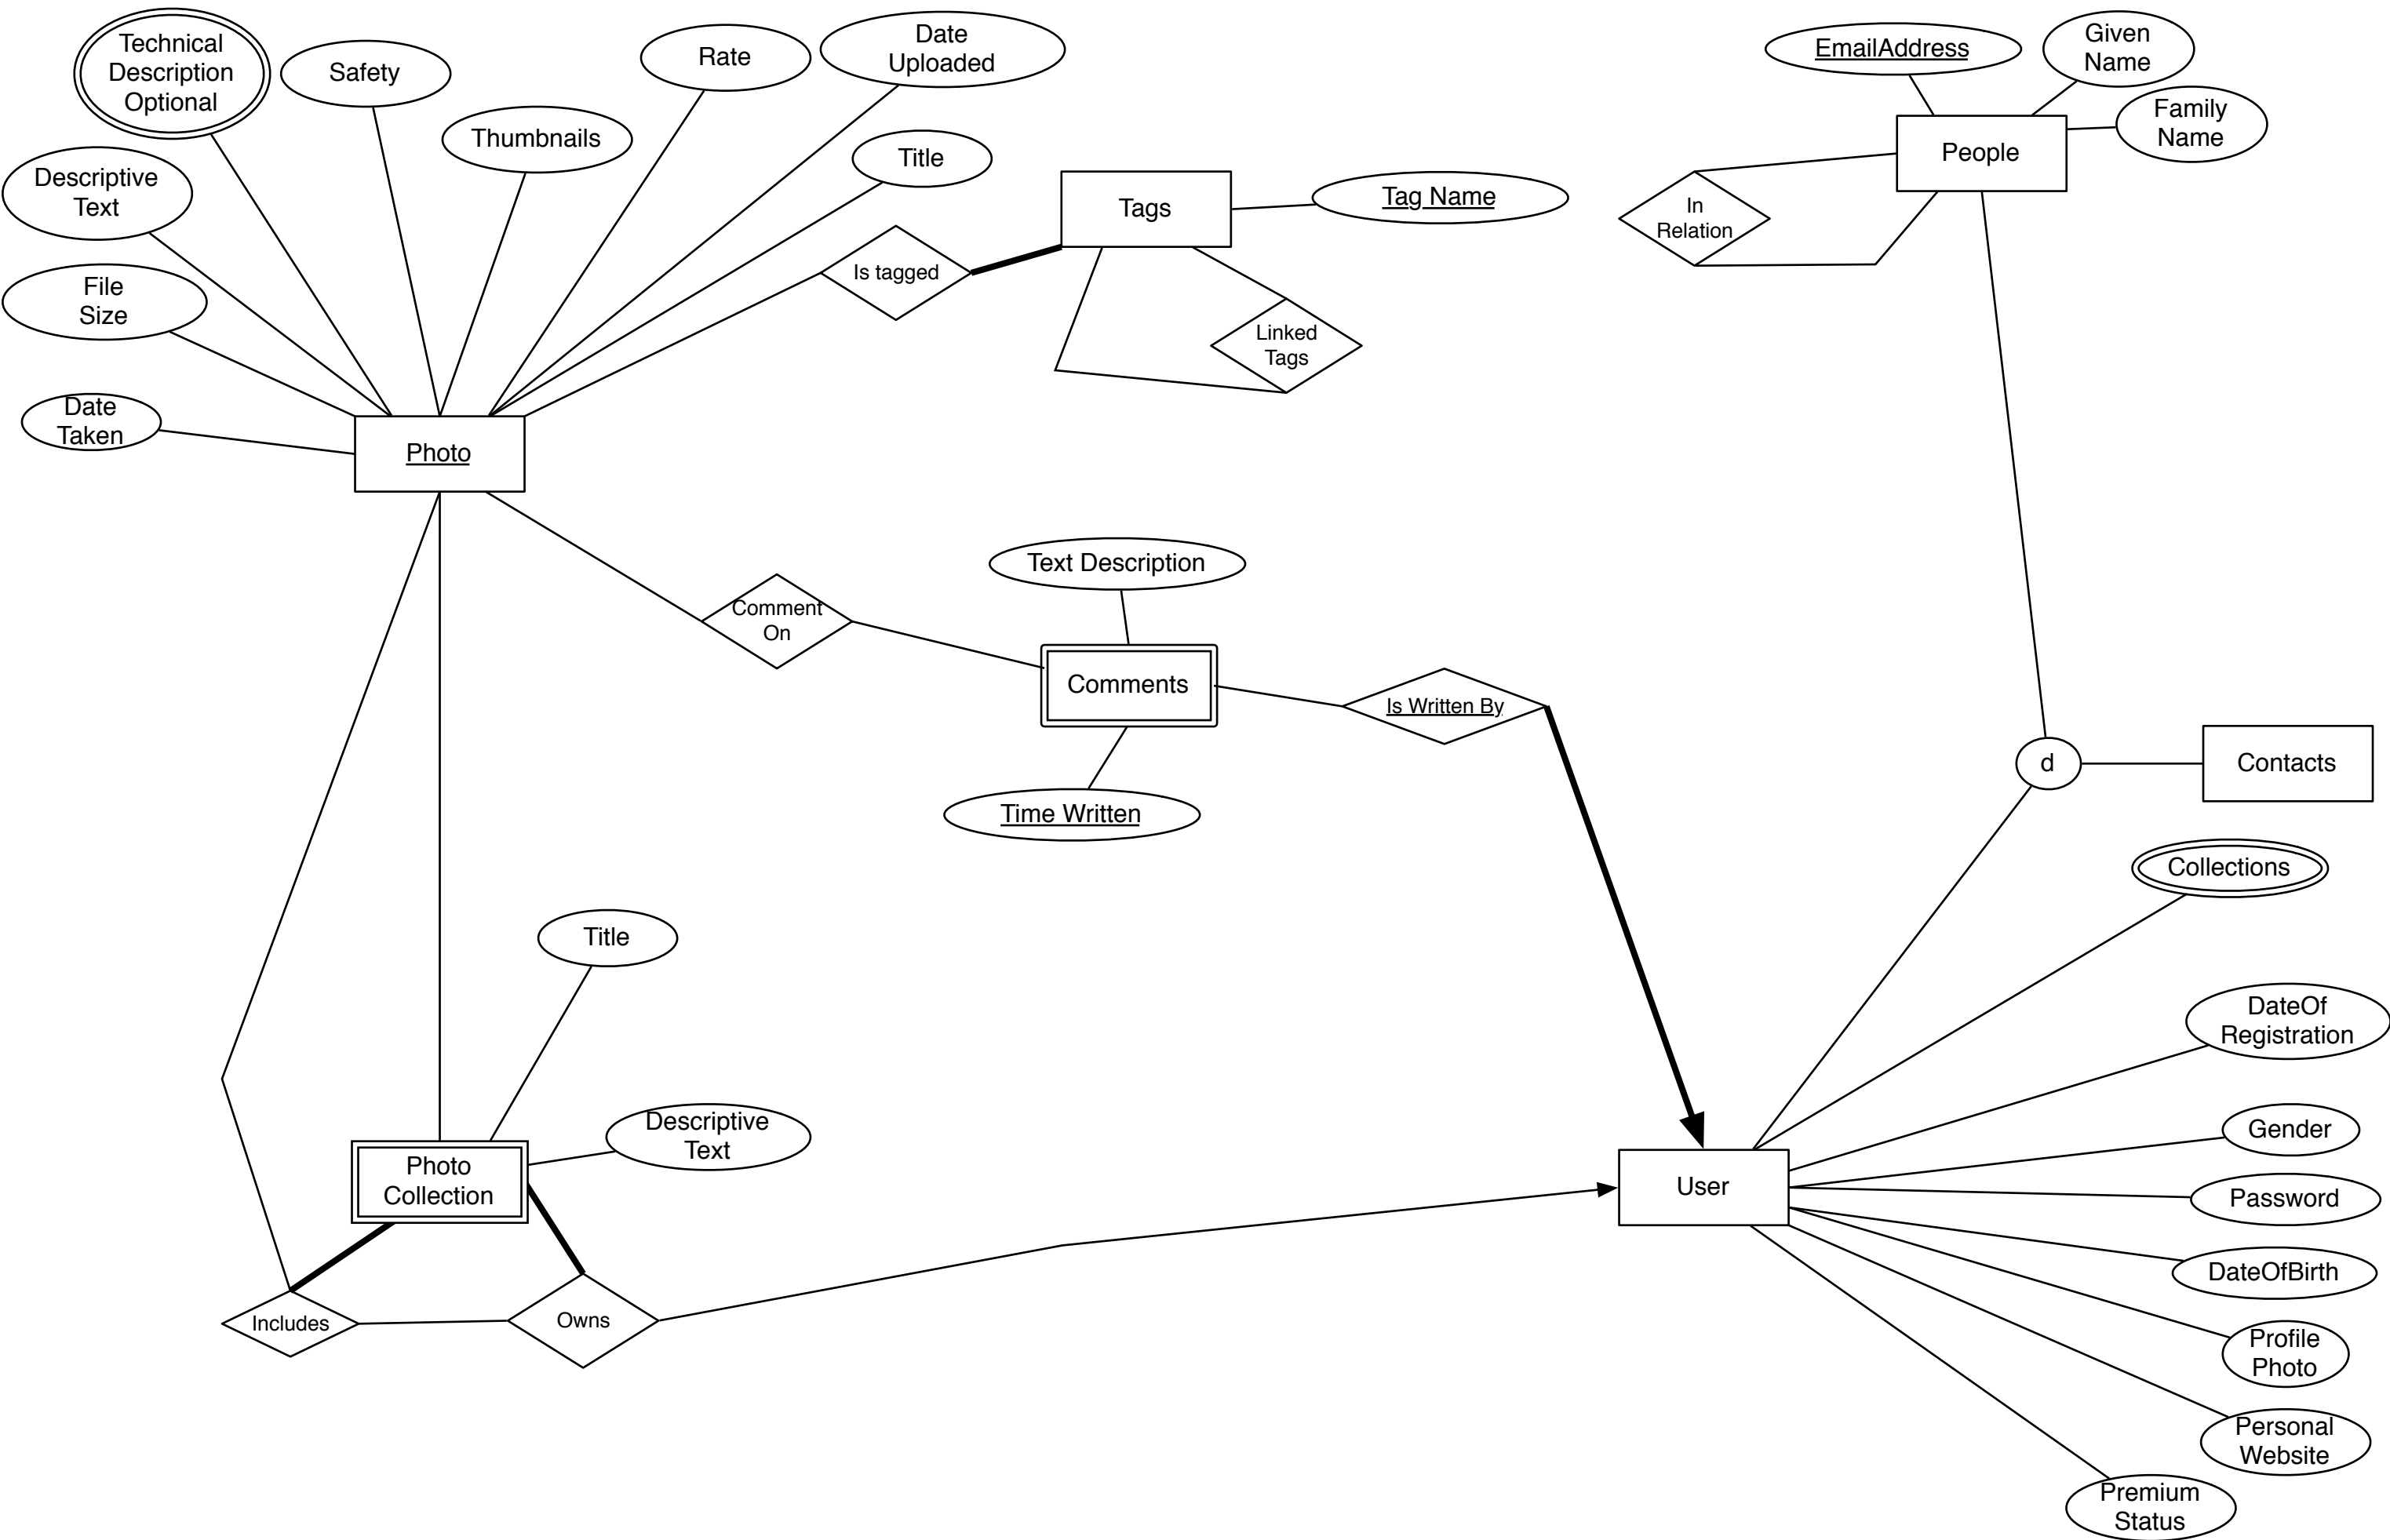 Technical
Description
Optional
Safety
Thumbnails
Rate
Date
Uploaded
Title
Descriptive
Text
File
Size
Date
Taken
Photo
Is tagged
Tags
Tag Name
Linked
Tags
EmailAddress
Given
Name
Family
Name
People
In
Relation
Comment
On
Text Description
Comments
Time Written
Is Written By
d
Contacts
Collections
Title
Descriptive
Text
Photo
Collection
Includes
Owns
User
DateOf
Registration
Gender
Password
DateOfBirth
Profile
Photo
Personal
Website
Premium
Status